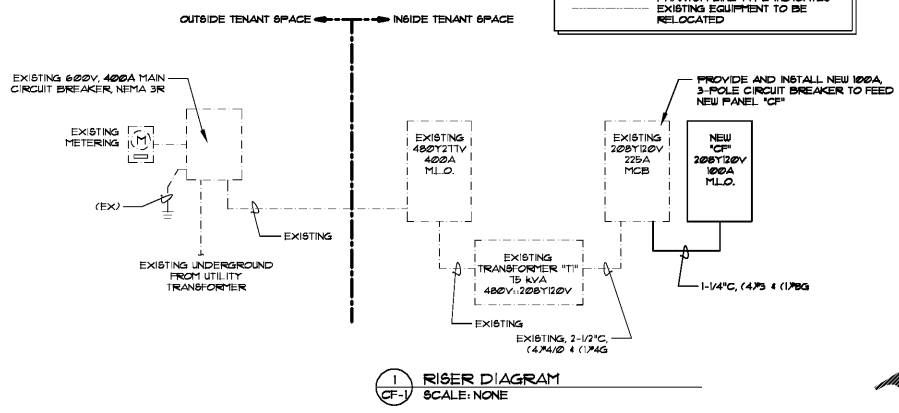 EXISTING EQUIPMENT TO BE
RELOCATED
OUTSIDE TENANT SPACE
INSIDE TENANT SPACE
EXISTING 600V, 400A MAIN
CIRCUIT BREAKER, NEMA 3R
EXISTING
METERING
M
(EX)
EXISTING
EXISTING UNDERGROUND
FROM UTILITY
TRANSFORMER
EXISTING
480Y277V
400A
M.L.O.
EXISTING
TRANSFORMER "T1"
75 kVA
480V::208Y120V
EXISTING
EXISTING, 2-1/2"C,
(4)#4/0 & (1)#4G
EXISTING
208Y120V
225A
MCB
NEW
"CF"
208Y120V
100A
M.L.O.
PROVIDE AND INSTALL NEW 100A,
3-POLE CIRCUIT BREAKER TO FEED
NEW PANEL "CF"
1-1/4"C, (4)#3 & (1)#8G
1
CF-1
RISER DIAGRAM
SCALE: NONE